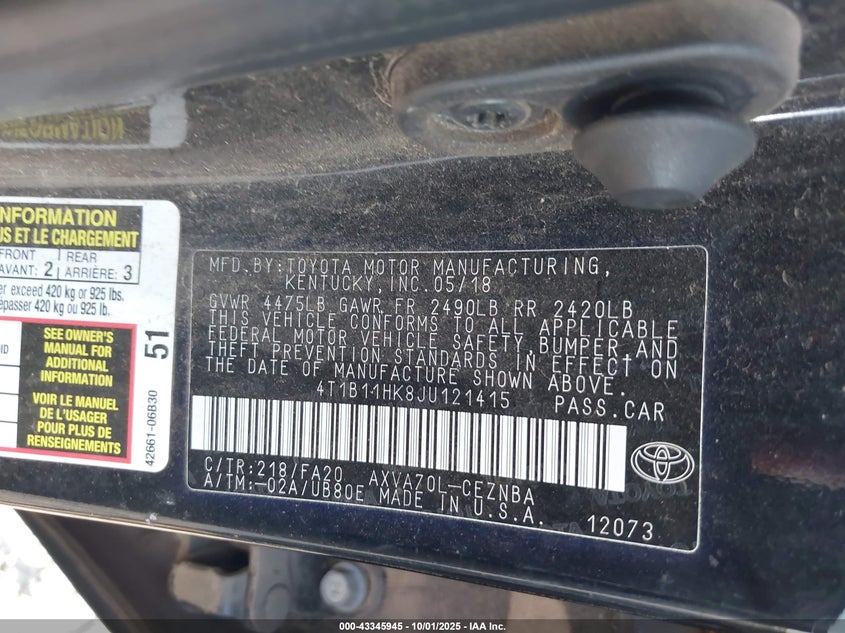 NFORMATION
US ET LE CHARGEMENT
FRONT REAR
AVANT: 2 ARRIÈRE: 3
er exceed 420 kg or 925 lbs.
épasser 420 kg ou 925 lb.
SEE OWNER'S
MANUAL FOR
ADDITIONAL
INFORMATION
VOIR LE MANUEL
DE L'USAGER
POUR PLUS DE
RENSEIGNEMENTS
51
42661-06B30
MFD.BY:TOYOTA MOTOR MANUFACTURING,
KENTUCKY,INC.05/18
GVWR 4475LB GAWR FR 2490LB RR 2420LB
THIS VEHICLE CONFORMS TO ALL APPLICABLE
FEDERAL MOTOR VEHICLE SAFETY,BUMPER,AND
THEFT PREVENTION STANDARDS IN EFFECT ON
THE DATE OF MANUFACTURE SHOWN ABOVE.
4T1B11HK8JU121415 PASS.CAR
C/TR:218/FA20 AXVA70L-CEZNBA
A/TM:-02A/UB80E MADE IN U.S.A.
12073
000-43345945 - 10/01/2025 - IAA Inc.